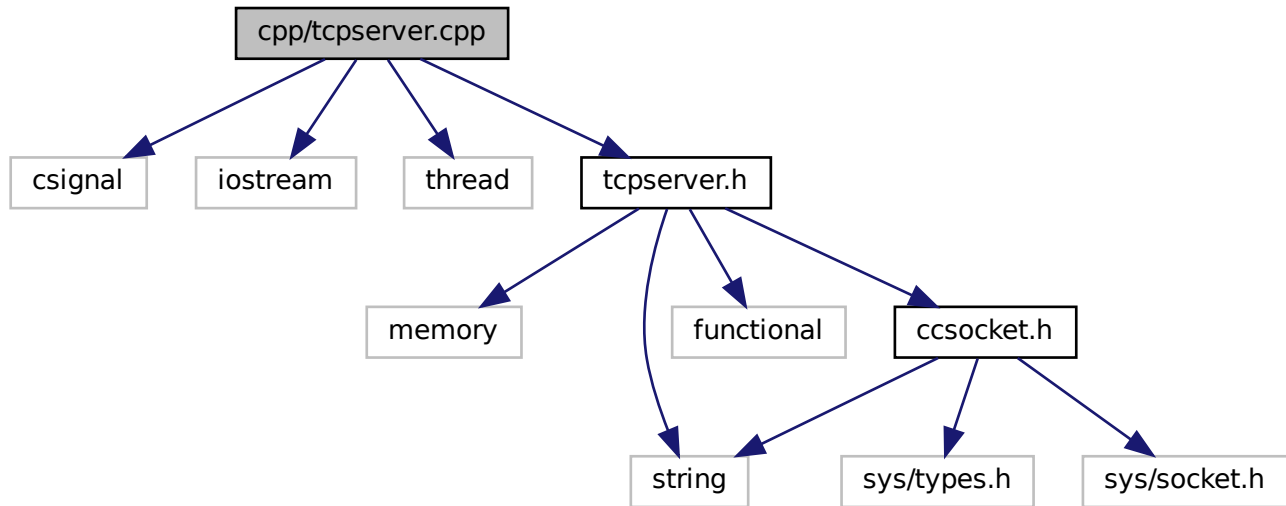 cpp/tcpserver.cpp
csignal
iostream
thread
tcpserver.h
memory
functional
ccsocket.h
string
sys/types.h
sys/socket.h